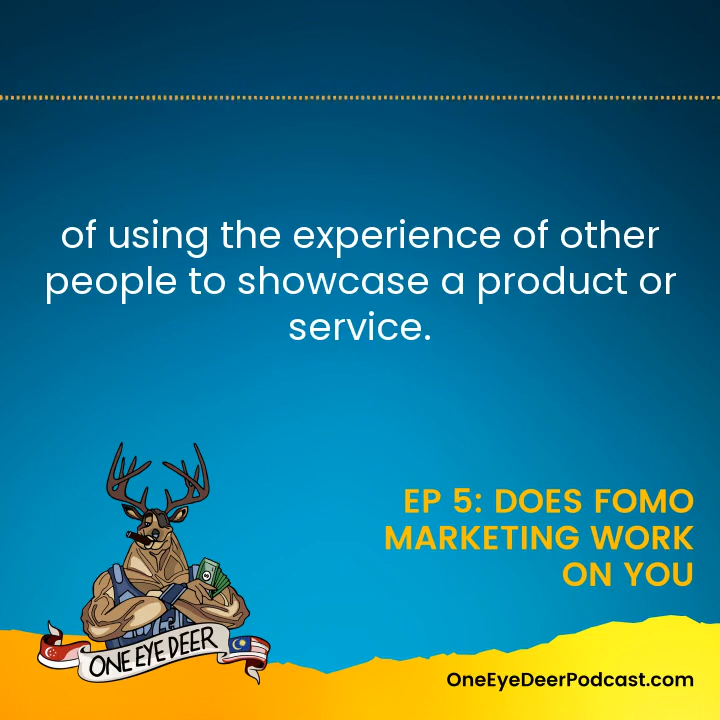 of using the experience of other
people to showcase a product or
service.
EP 5: DOES FOMO
MARKETING WORK
ON YOU
ONE EYE DEER
OneEyeDeerPodcast.com